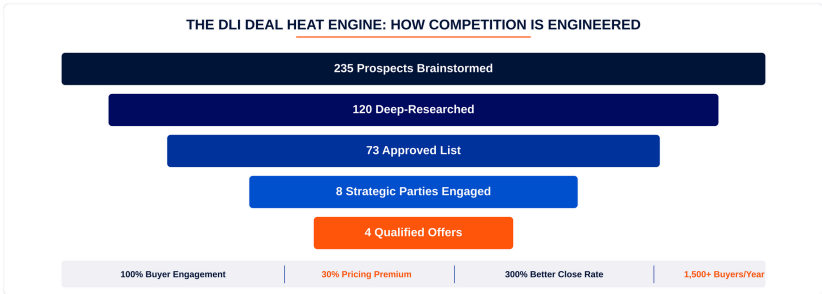 THE DLI DEAL HEAT ENGINE: HOW COMPETITION IS ENGINEERED
235 Prospects Brainstormed
120 Deep-Researched
73 Approved List
8 Strategic Parties Engaged
4 Qualified Offers
100% Buyer Engagement
30% Pricing Premium
300% Better Close Rate
1,500+ Buyers/Year